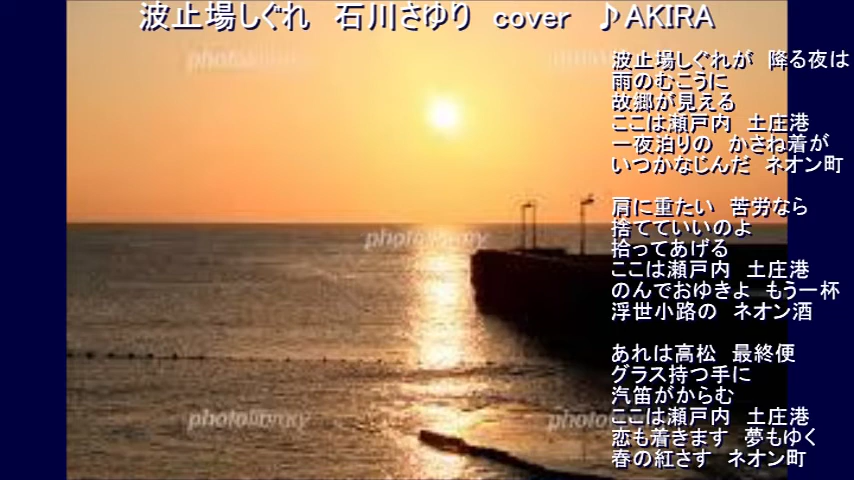 波止場しぐれ　石川さゆり　cover　♪AKIRA
波止場しぐれが　降る夜は
雨のむこうに
故郷が見える
ここは瀬戸内　土庄港
一夜泊りの　かさね着が
いつかなじんだ　ネオン町
肩に重たい　苦労なら
捨てていいのよ
拾ってあげる
ここは瀬戸内　土庄港
のんでおゆきよ　もう一杯
浮世小路の　ネオン酒
あれは高松　最終便
グラス持つ手に
汽笛がからむ
ここは瀬戸内　土庄港
恋も着きます　夢もゆく
春の紅さす　ネオン町